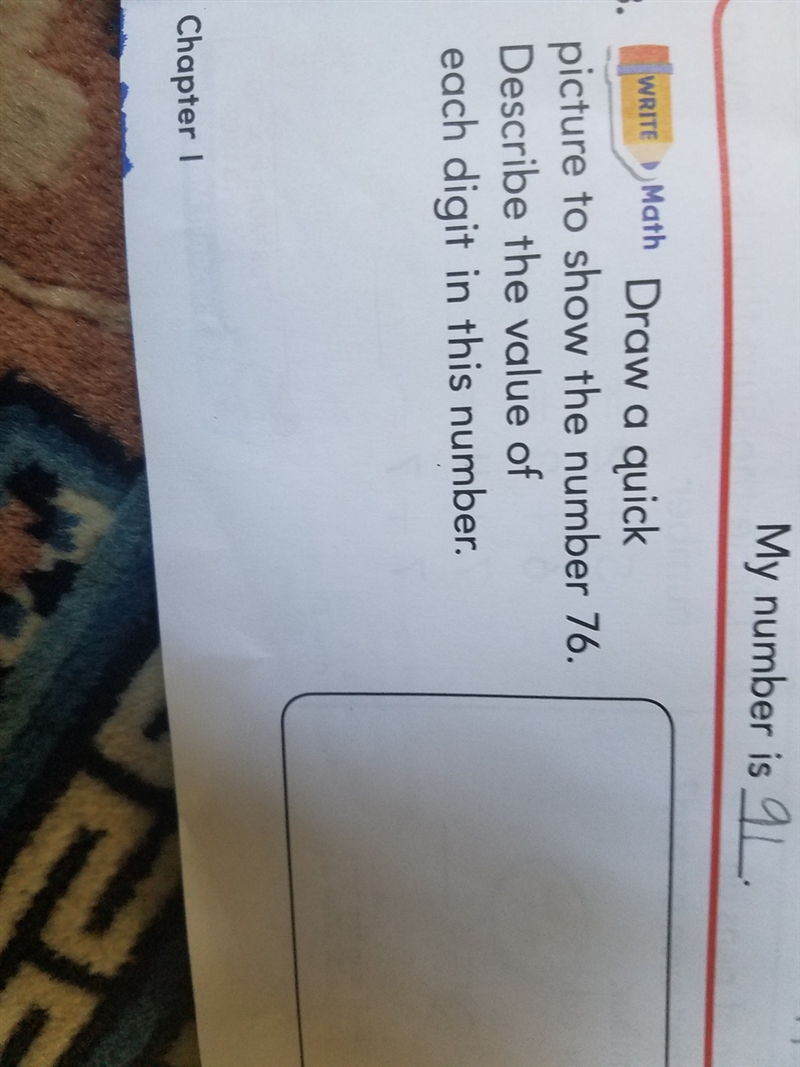 My number is 91.
WRITE Math Draw a quick
picture to show the number 76.
Describe the value of
each digit in this number.
Chapter 1